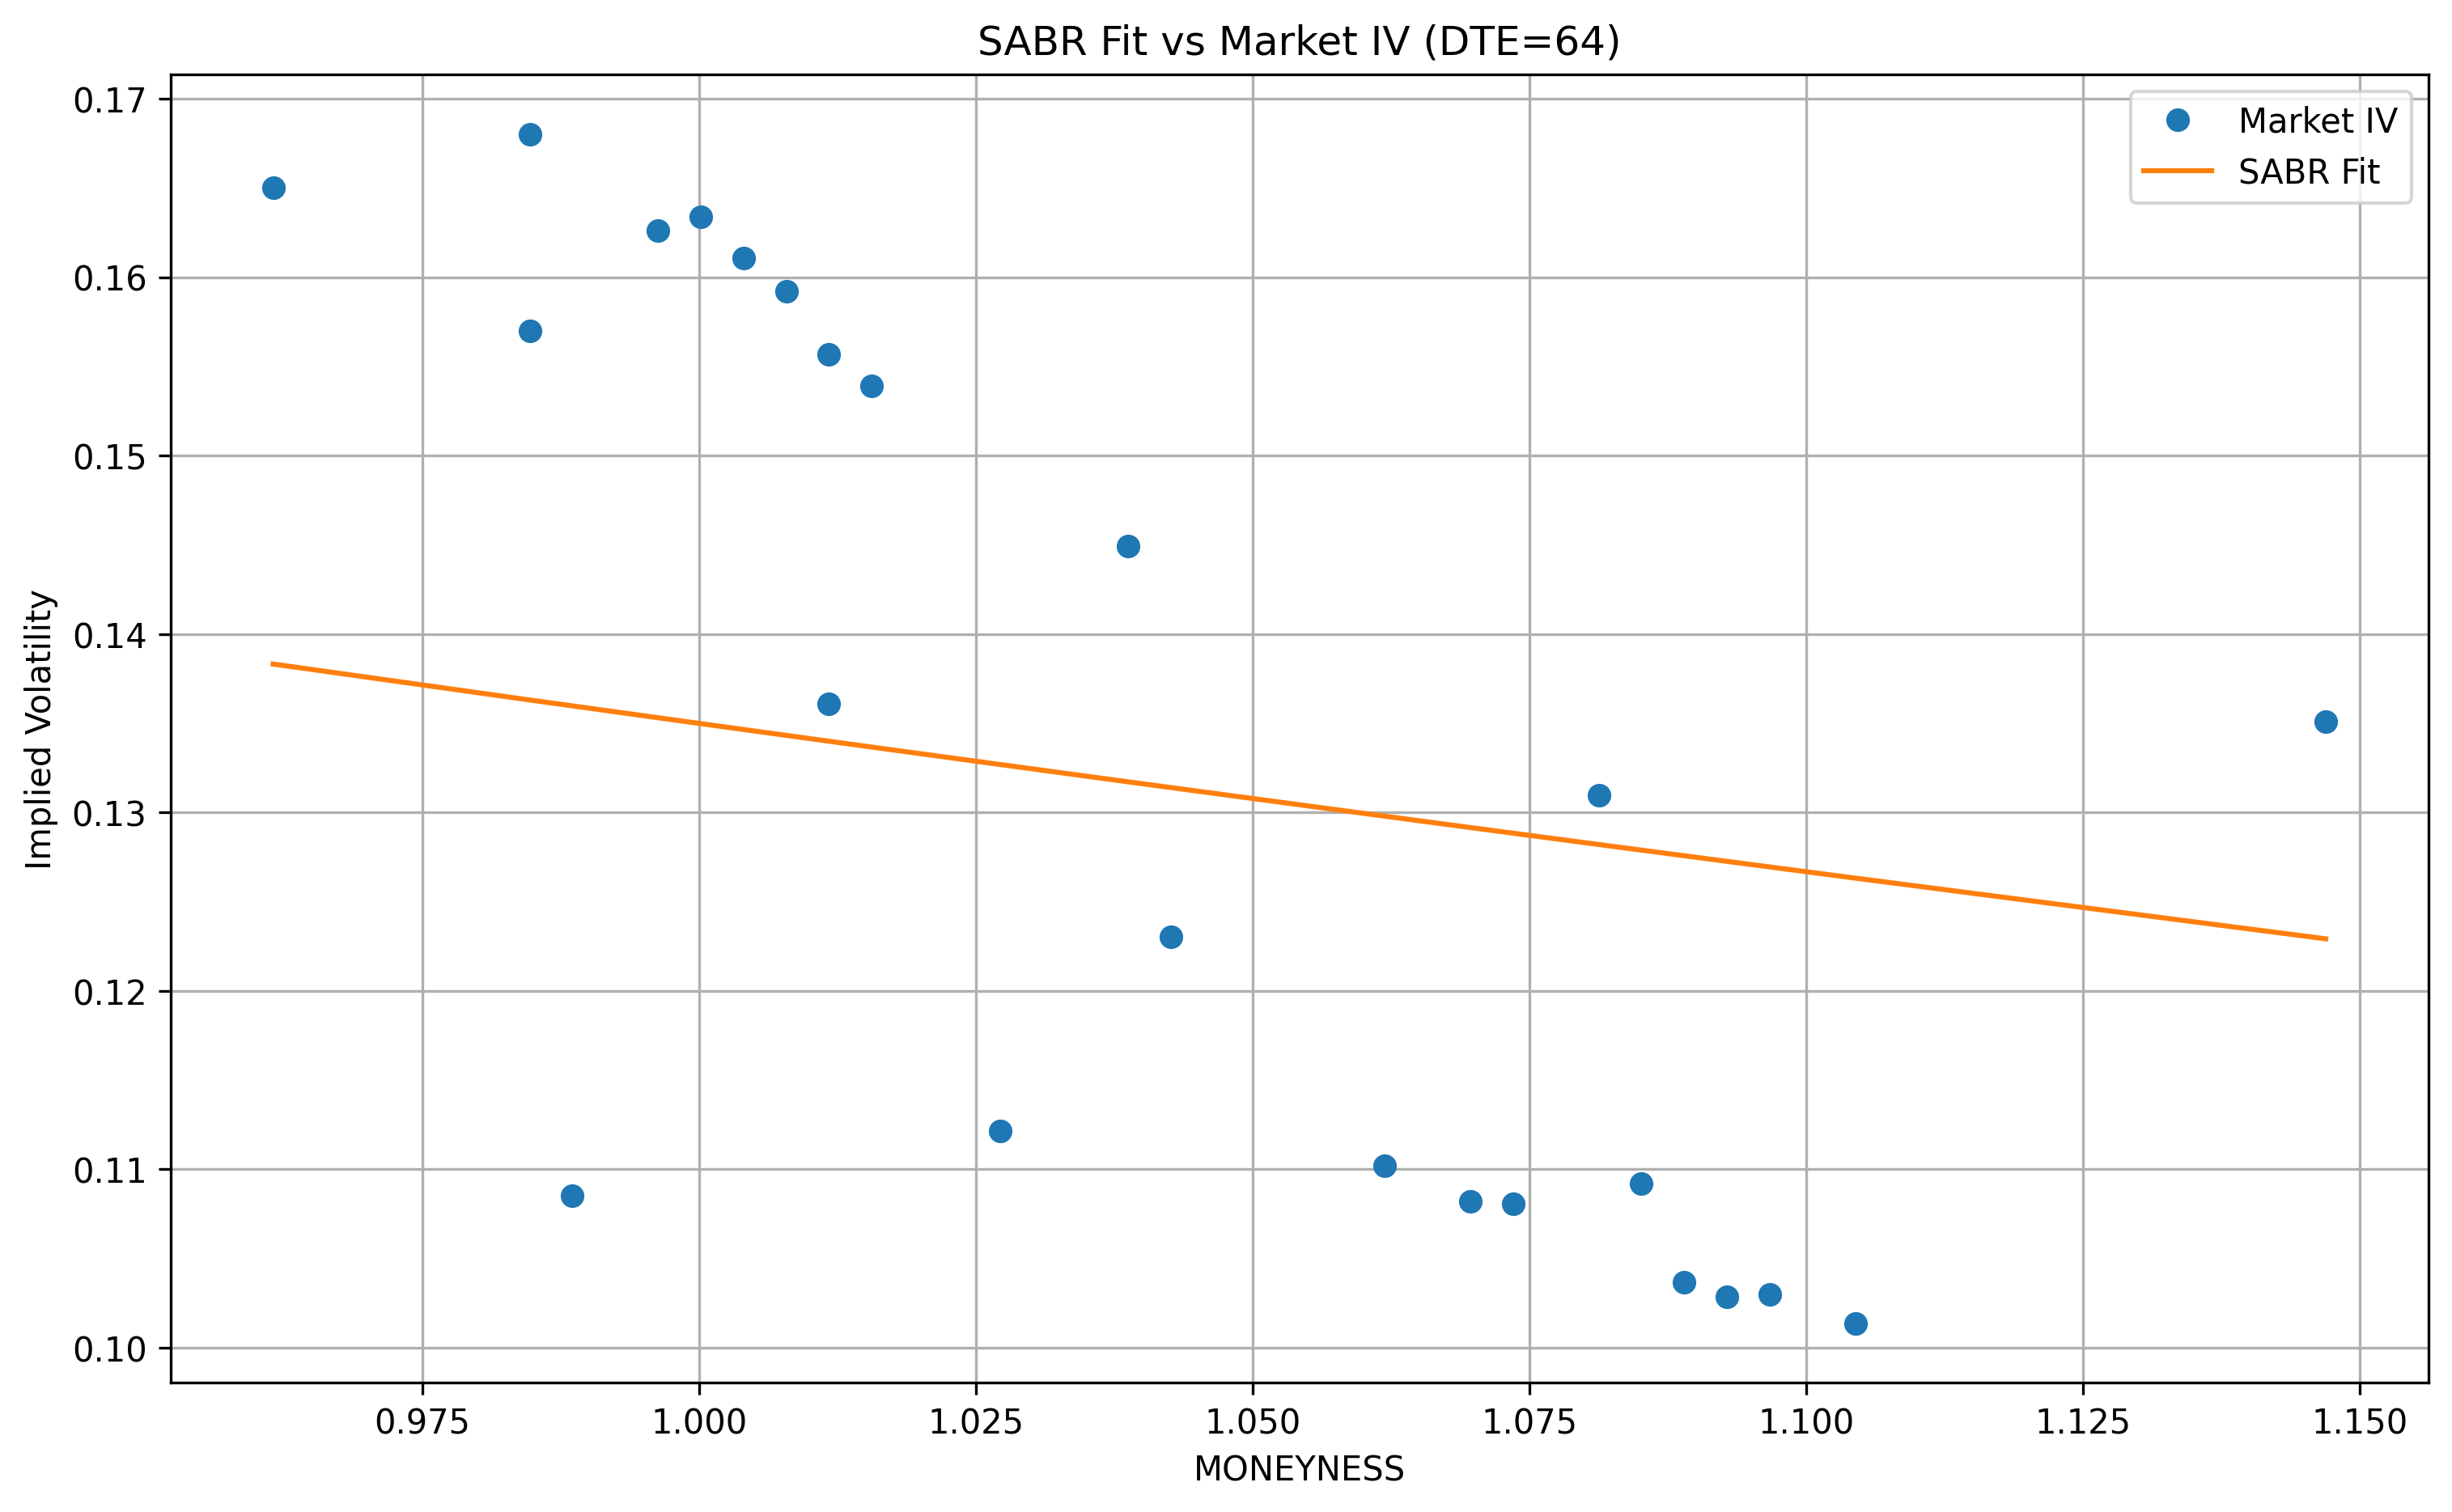 SABR Fit vs Market IV (DTE=64)
Market IV
SABR Fit
Implied Volatility
0.17
0.16
0.15
0.14
0.13
0.12
0.11
0.10
0.975 1.000 1.025 1.050 1.075 1.100 1.125 1.150
MONEYNESS